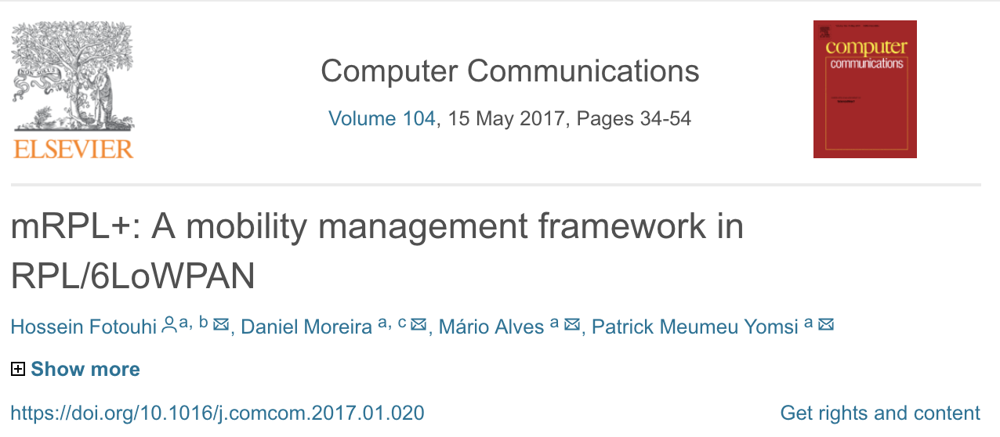 ELSEVIER
Computer Communications
Volume 104, 15 May 2017, Pages 34-54
computer
communications
mRPL+: A mobility management framework in
RPL/6LoWPAN
Hossein Fotouhi a, b, Daniel Moreira a, c, Mário Alves a, Patrick Meumeu Yomsi a
Show more
https://doi.org/10.1016/j.comcom.2017.01.020
Get rights and content